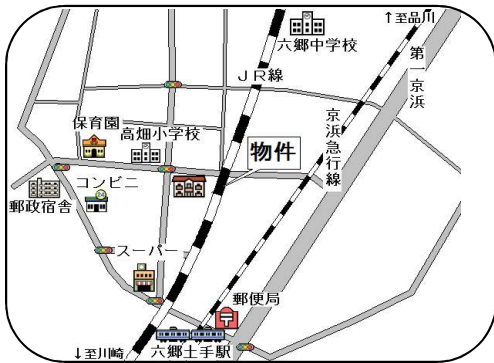 ↑至品川
六郷中学校
JR線
第一京浜
京浜急行線
保育園
高畑小学校
物件
コンビニ
郵政宿舎
スーパー
郵便局
六郷土手駅
↓至川崎